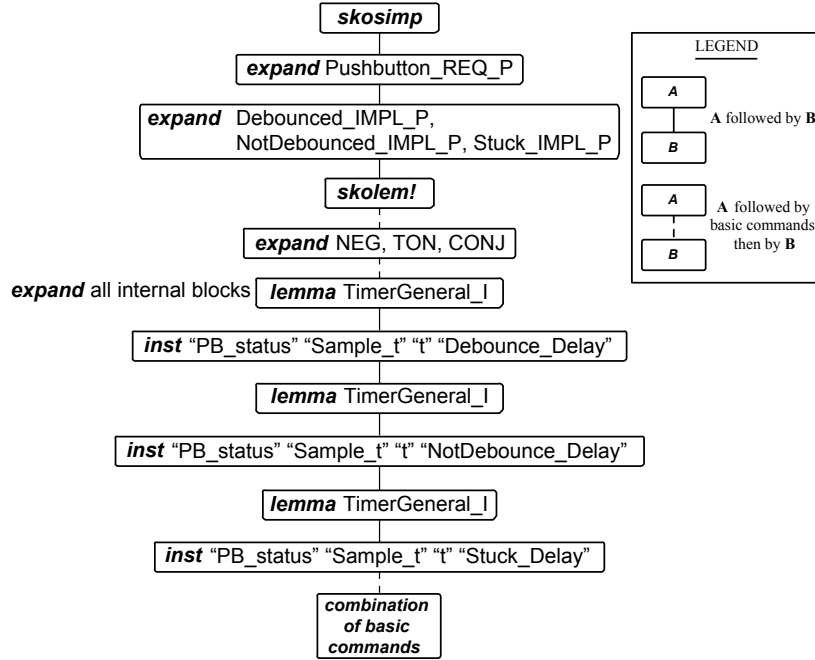 skosimp
expand Pushbutton_REQ_P
expand Debounced_IMPL_P,
NotDebounced_IMPL_P, Stuck_IMPL_P
skolem!
expand NEG, TON, CONJ
expand all internal blocks
lemma TimerGeneral_I
inst “PB_status” “Sample_t” “t” “Debounce_Delay”
lemma TimerGeneral_I
inst “PB_status” “Sample_t” “t” “NotDebounce_Delay”
lemma TimerGeneral_I
inst “PB_status” “Sample_t” “t” “Stuck_Delay”
combination
of basic
commands
LEGEND
A
A followed by B
B
A
A followed by
basic commands
then by B
B